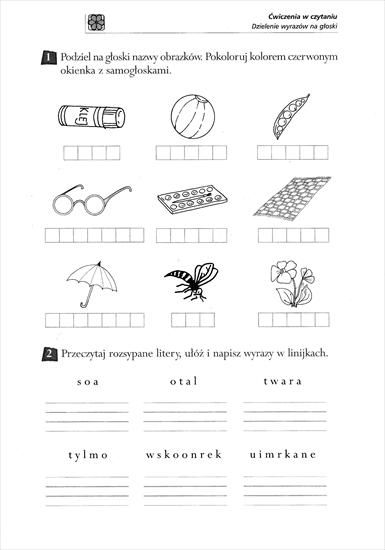 Ćwiczenia w czytaniu
Dzielenie wyrazów na głoski
1 Podziel na głoski nazwy obrazków. Pokoloruj kolorem czerwonym
okienka z samogłoskami.
KLEJ
2 Przeczytaj rozsypane litery, ułóż i napisz wyrazy w linijkach.
s o a
o t a l
t w a r a
t y l m o
w s k o o n r e k
u i m r k a n e